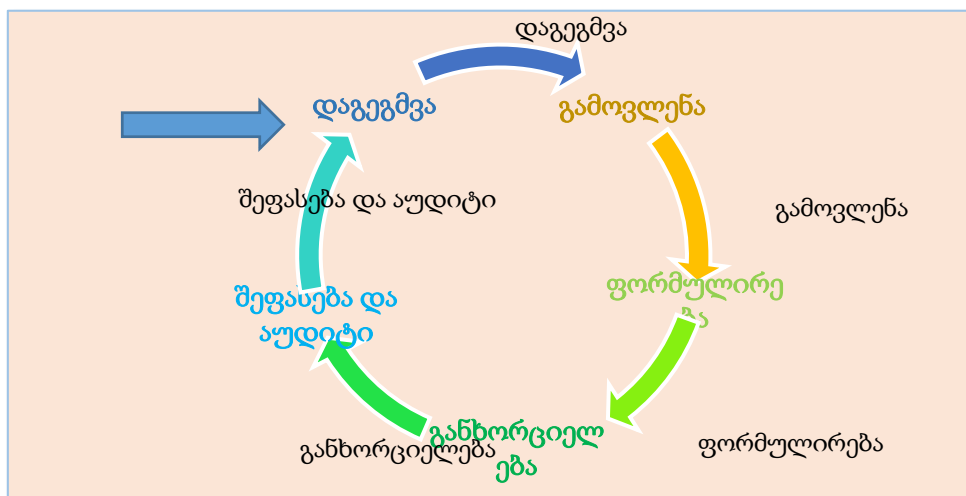 დაგეგმვა
დაგეგმვა
გამოვლენა
შეფასება და აუდიტი
გამოვლენა
ფორმულირე
ბა
შეფასება და
აუდიტი
განხორციელ
ება
განხორციელება
ფორმულირება